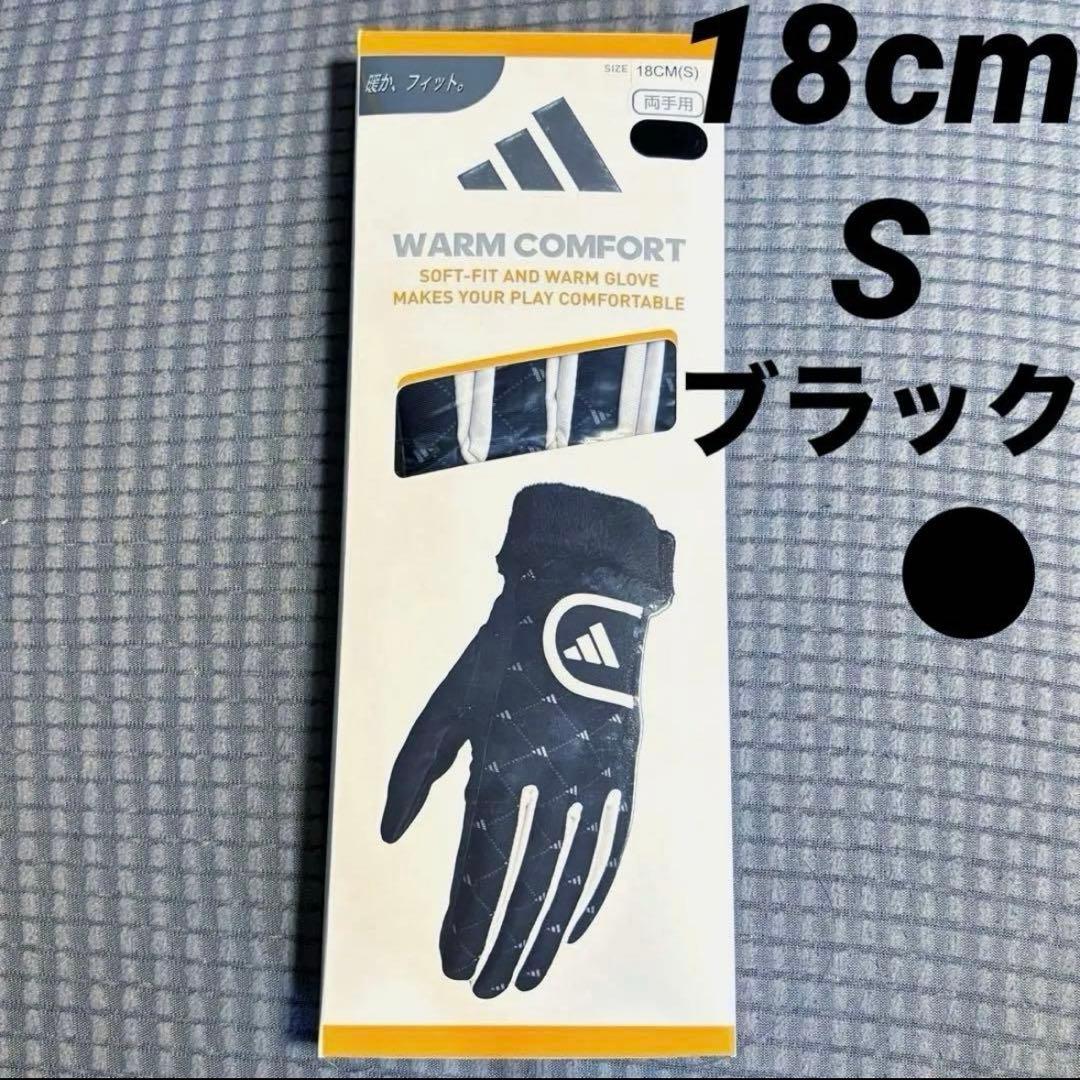 18cm
S
ブラック
暖か、フィット。
SIZE 18CM(S)
両手用
WARM COMFORT
SOFT-FIT AND WARM GLOVE
MAKES YOUR PLAY COMFORTABLE